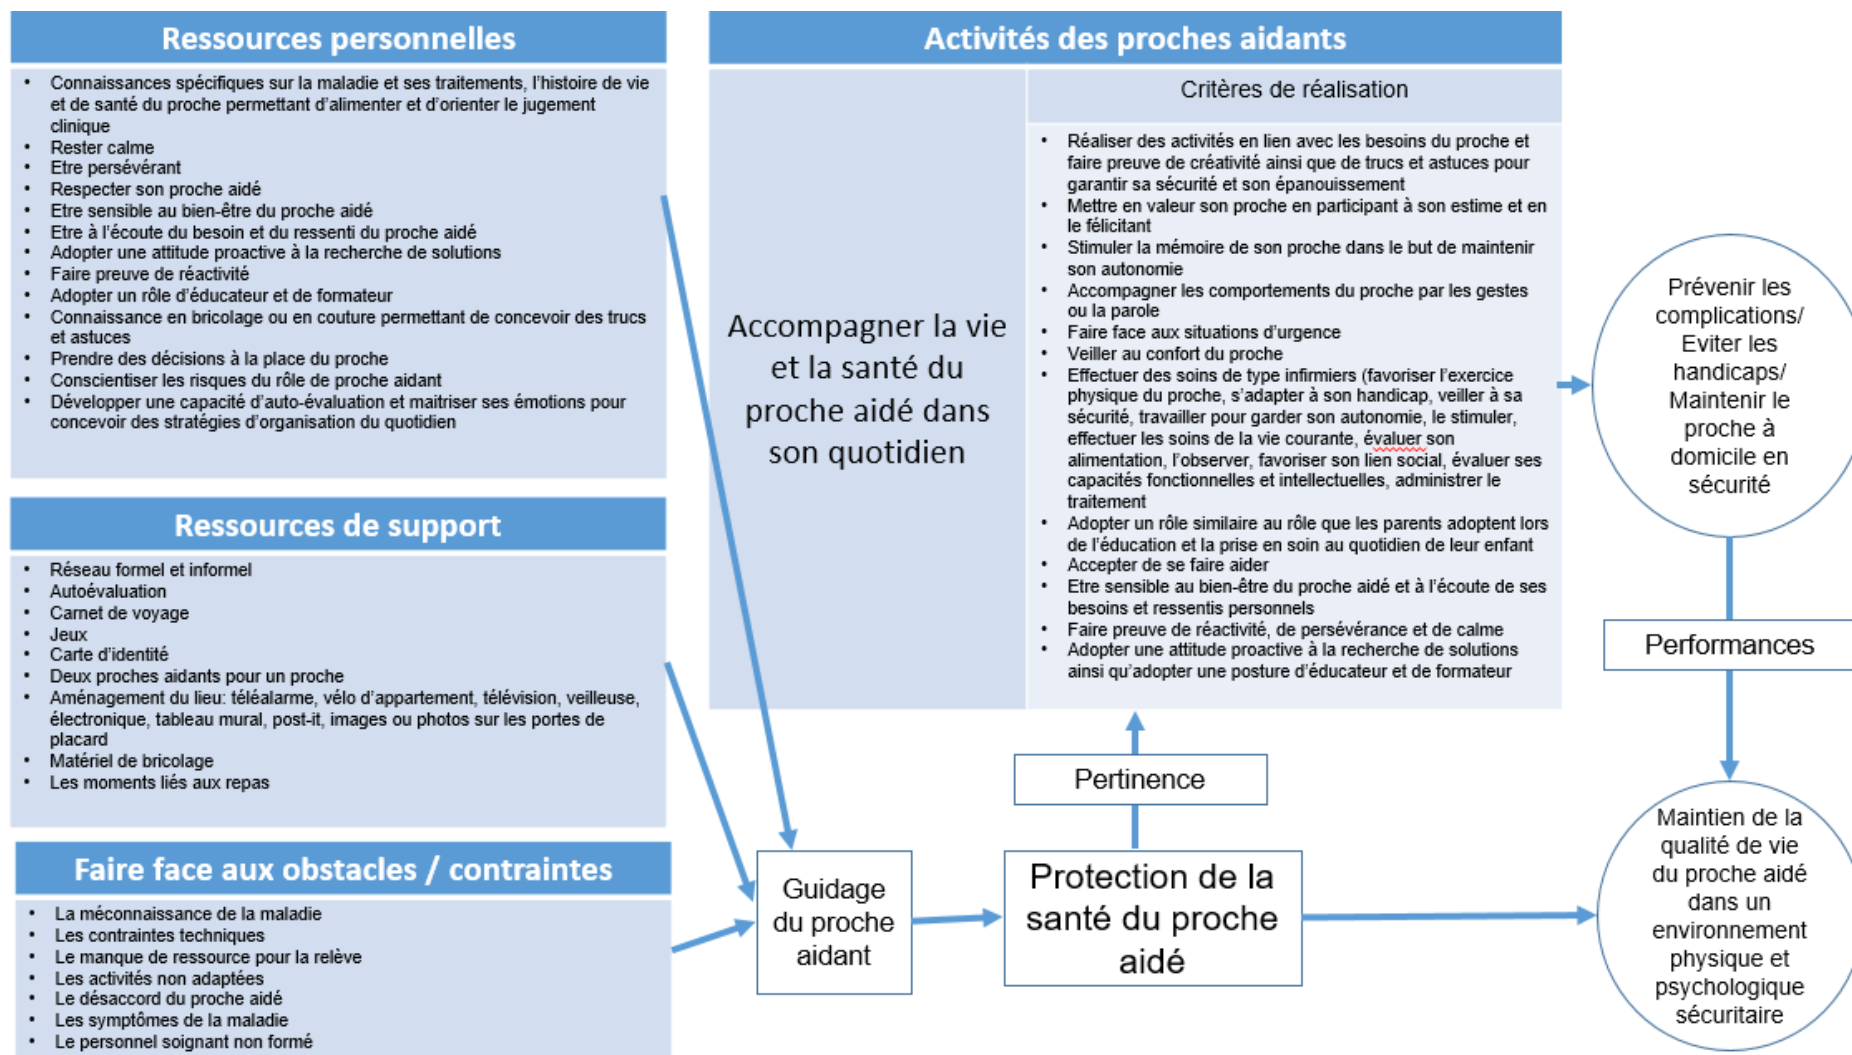 Ressources personnelles
• Connaissances spécifiques sur la maladie et ses traitements, l’histoire de vie
et de santé du proche permettant d’alimenter et d’orienter le jugement
clinique
• Rester calme
• Etre persévérant
• Respecter son proche aidé
• Etre sensible au bien-être du proche aidé
• Etre à l’écoute du besoin et du ressenti du proche aidé
• Adopter une attitude proactive à la recherche de solutions
• Faire preuve de réactivité
• Adopter un rôle d’éducateur et de formateur
• Connaissance en bricolage ou en couture permettant de concevoir des trucs
et astuces
• Prendre des décisions à la place du proche
• Conscientiser les risques du rôle de proche aidant
• Développer une capacité d’auto-évaluation et maitriser ses émotions pour
concevoir des stratégies d’organisation du quotidien
Ressources de support
• Réseau formel et informel
• Autoévaluation
• Carnet de voyage
• Jeux
• Carte d’identité
• Deux proches aidants pour un proche
• Aménagement du lieu: téléalarme, vélo d’appartement, télévision, veilleuse,
électronique, tableau mural, post-it, images ou photos sur les portes de
placard
• Matériel de bricolage
• Les moments liés aux repas
Faire face aux obstacles / contraintes
• La méconnaissance de la maladie
• Les contraintes techniques
• Le manque de ressource pour la relève
• Les activités non adaptées
• Le désaccord du proche aidé
• Les symptômes de la maladie
• Le personnel soignant non formé
Activités des proches aidants
Accompagner la vie
et la santé du
proche aidé dans
son quotidien
Critères de réalisation
• Réaliser des activités en lien avec les besoins du proche et
faire preuve de créativité ainsi que de trucs et astuces pour
garantir sa sécurité et son épanouissement
• Mettre en valeur son proche en participant à son estime et en
le félicitant
• Stimuler la mémoire de son proche dans le but de maintenir
son autonomie
• Accompagner les comportements du proche par les gestes
ou la parole
• Faire face aux situations d’urgence
• Veiller au confort du proche
• Effectuer des soins de type infirmiers (favoriser l’exercice
physique du proche, s’adapter à son handicap, veiller à sa
sécurité, travailler pour garder son autonomie, le stimuler,
effectuer les soins de la vie courante, évaluer son
alimentation, l’observer, favoriser son lien social, évaluer ses
capacités fonctionnelles et intellectuelles, administrer le
traitement
• Adopter un rôle similaire au rôle que les parents adoptent lors
de l’éducation et la prise en soin au quotidien de leur enfant
• Accepter de se faire aider
• Etre sensible au bien-être du proche aidé et à l’écoute de ses
besoins et ressentis personnels
• Faire preuve de réactivité, de persévérance et de calme
• Adopter une attitude proactive à la recherche de solutions
ainsi qu’adopter une posture d’éducateur et de formateur
Pertinence
Guidage
du proche
aidant
Protection de la
santé du proche
aidé
Prévenir les
complications/
Eviter les
handicaps/
Maintenir le
proche à
domicile en
sécurité
Performances
Maintien de la
qualité de vie
du proche aidé
dans un
environnement
physique et
psychologique
sécuritaire